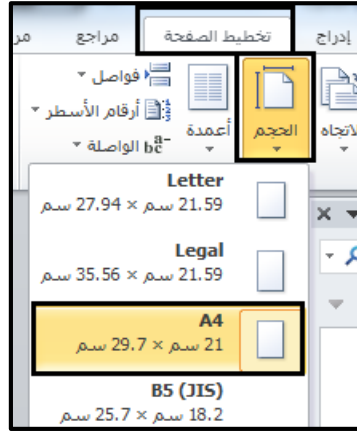 إدراج تخطيط الصفحة مراجع
الاتجاه الحجم أعمدة فواصل
أرقام الأسطر
الواصلة
Letter
21.59 سم × 27.94 سم
Legal
21.59 سم × 35.56 سم
A4
21 سم × 29.7 سم
B5 (JIS)
18.2 سم × 25.7 سم